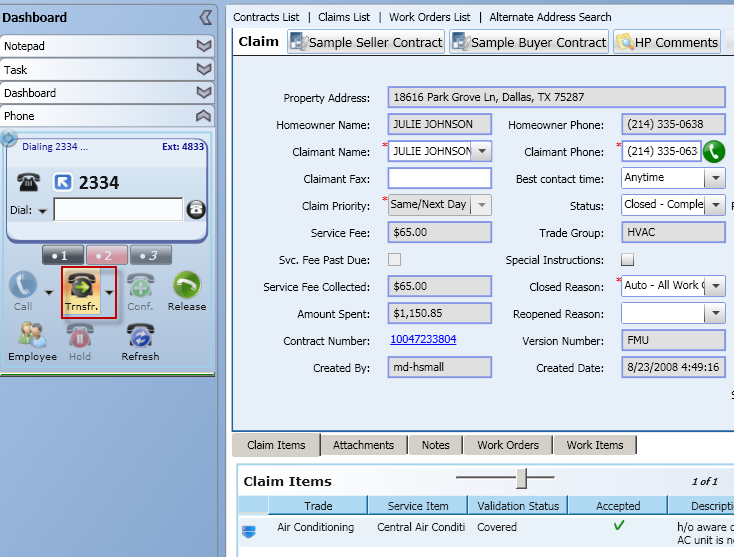 Dashboard
Notepad
Task
Dashboard
Phone
Dialing 2334 ... Ext: 4833
2334
Dial:
1 2 3
Call Trnsfr. Conf. Release
Employee Hold Refresh
Contracts List | Claims List | Work Orders List | Alternate Address Search
Claim Sample Seller Contract Sample Buyer Contract HP Comments
Property Address: 18616 Park Grove Ln, Dallas, TX 75287
Homeowner Name: JULIE JOHNSON Homeowner Phone: (214) 335-0638
* Claimant Name: JULIE JOHNSON * Claimant Phone: (214) 335-063
Claimant Fax: Best contact time: Anytime
* Claim Priority: Same/Next Day Status: Closed - Comple
Service Fee: $65.00 Trade Group: HVAC
Svc. Fee Past Due: Special Instructions:
Service Fee Collected: $65.00 * Closed Reason: Auto - All Work
Amount Spent: $1,150.85 Reopened Reason:
Contract Number: 10047233804 Version Number: FMU
Created By: md-hsmall Created Date: 8/23/2008 4:49:16
Claim Items Attachments Notes Work Orders Work Items
Claim Items 1 of 1
Trade Service Item Validation Status Accepted Descripti
Air Conditioning Central Air Conditi Covered h/o aware
AC unit is